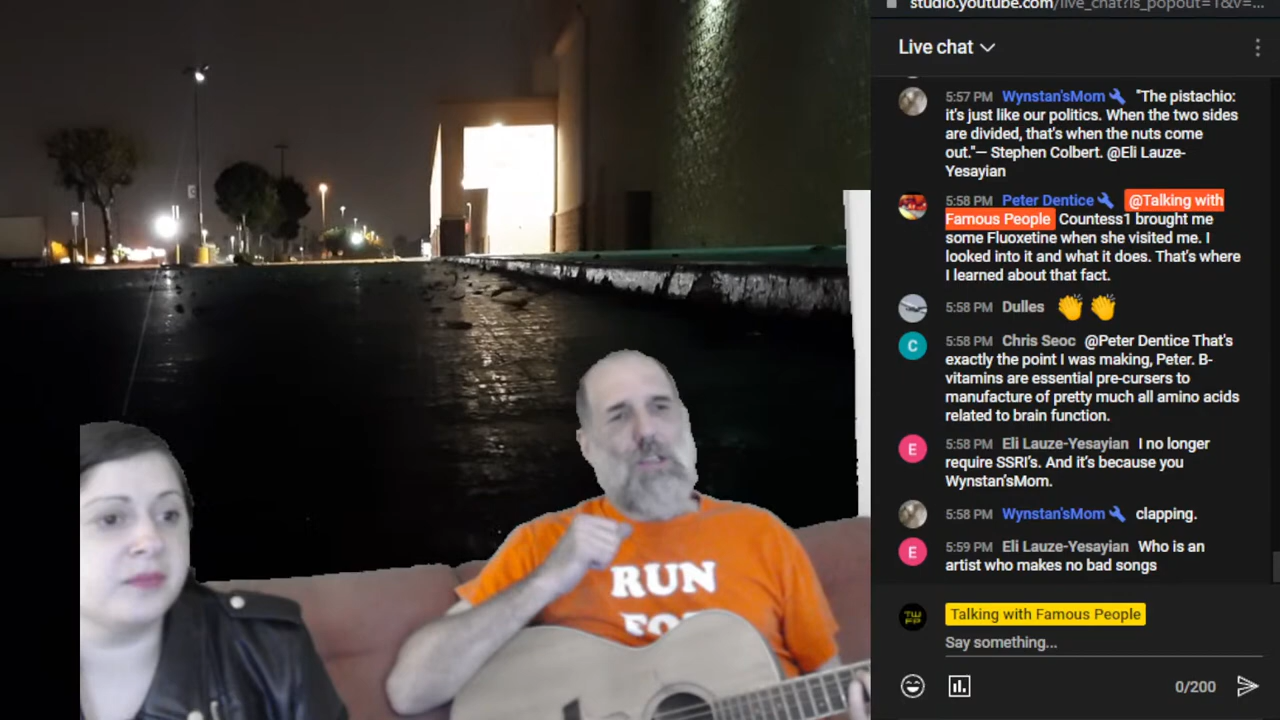 studio.youtube.com/live_chat?is_popout=1&v=...
Live chat
5:57 PM Wynstan'sMom "The pistachio:
it's just like our politics. When the two sides
are divided, that's when the nuts come
out."— Stephen Colbert. @Eli Lauze-
Yesayian
5:58 PM Peter Dentice @Talking with
Famous People Countess1 brought me
some Fluoxetine when she visited me. I
looked into it and what it does. That's where
I learned about that fact.
5:58 PM Dulles 👏 👏
C
5:58 PM Chris Seoc @Peter Dentice That's
exactly the point I was making, Peter. B-
vitamins are essential pre-cursers to
manufacture of pretty much all amino acids
related to brain function.
E
5:58 PM Eli Lauze-Yesayian I no longer
require SSRI's. And it's because you
Wynstan'sMom.
5:58 PM Wynstan'sMom clapping.
E
5:59 PM Eli Lauze-Yesayian Who is an
artist who makes no bad songs
TW
FP
Talking with Famous People
Say something...
0/200
RUN
FOR